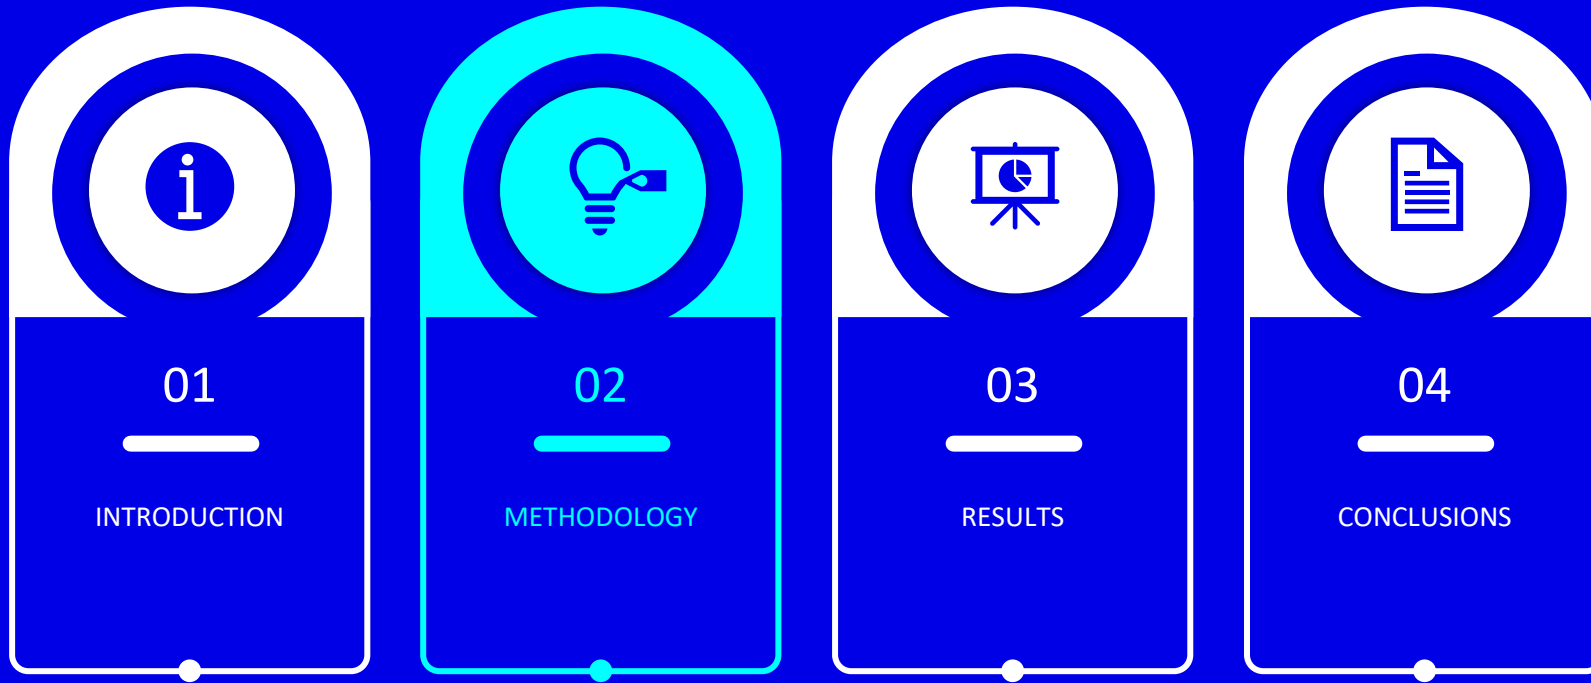 01
INTRODUCTION
02
METHODOLOGY
03
RESULTS
04
CONCLUSIONS